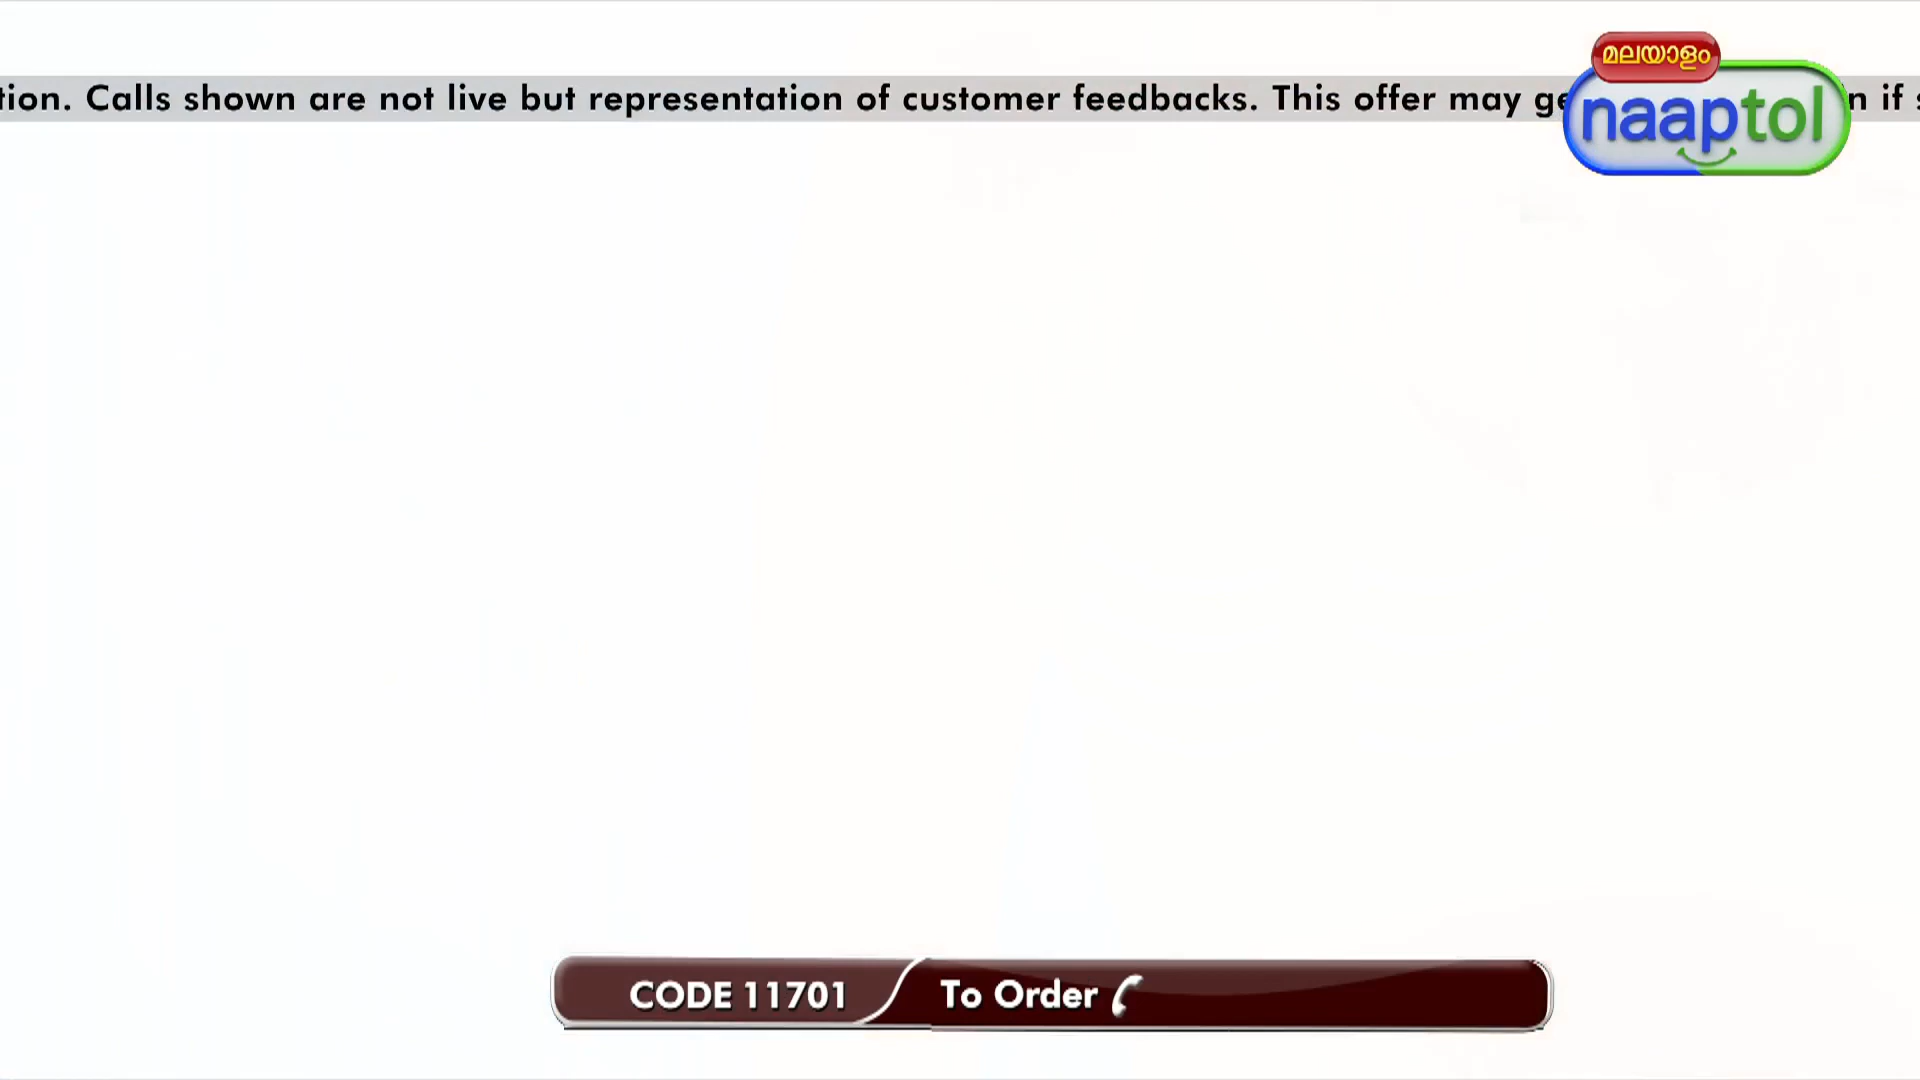 മലയാളം
tion. Calls shown are not live but representation of customer feedbacks. This offer may if
naaptol
CODE 11701 To Order